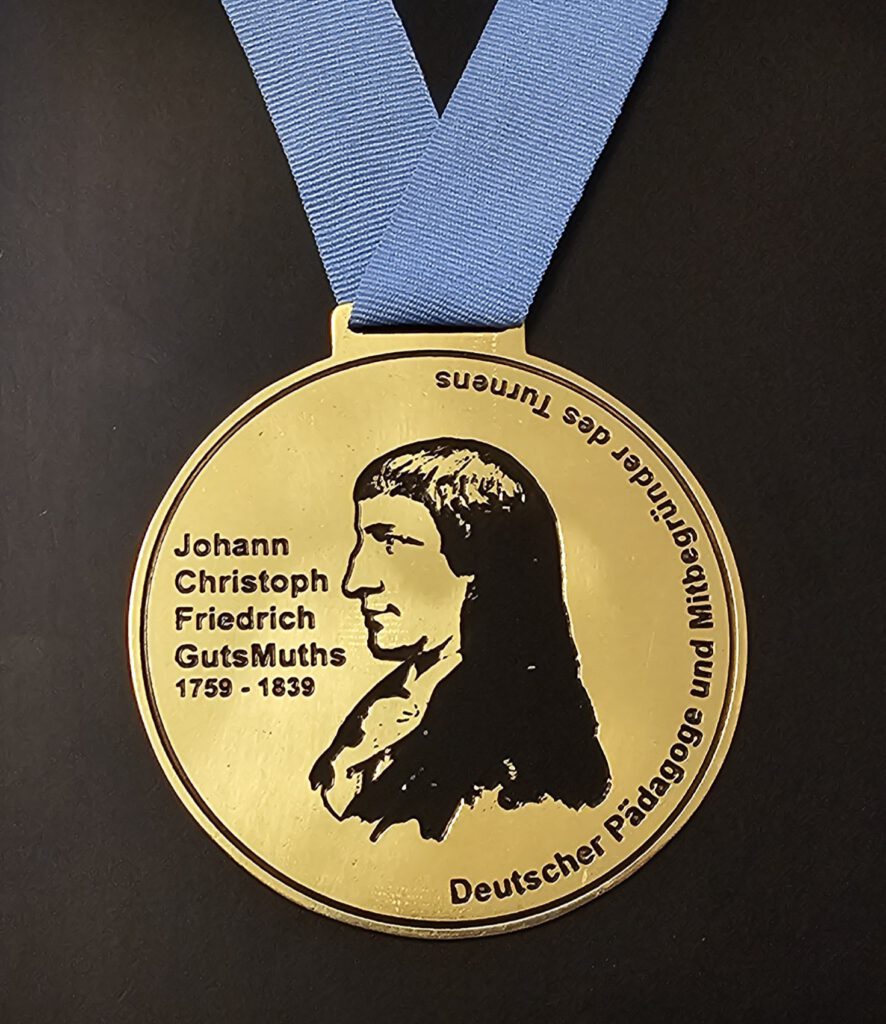 Johann
Christoph
Friedrich
GutsMuths
1759 - 1839
Deutscher Pädagoge und Mitbegründer des Turnens